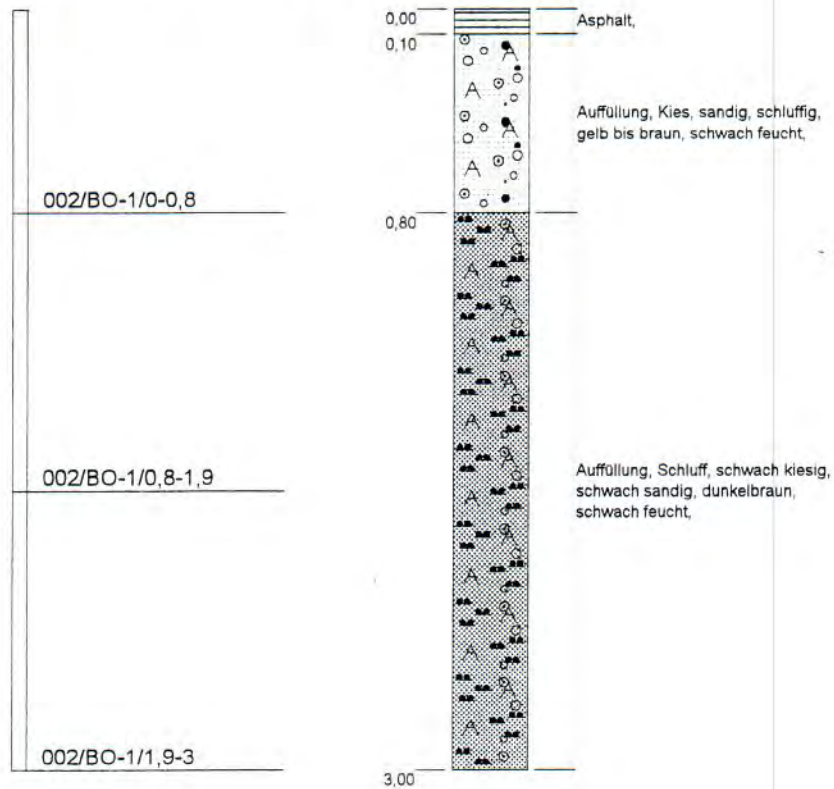 0,00
Asphalt,
0,10
Auffüllung, Kies, sandig, schluffig,
gelb bis braun, schwach feucht,
002/BO-1/0-0,8
0,80
002/BO-1/0,8-1,9
Auffüllung, Schluff, schwach kiesig,
schwach sandig, dunkelbraun,
schwach feucht,
002/BO-1/1,9-3
3,00